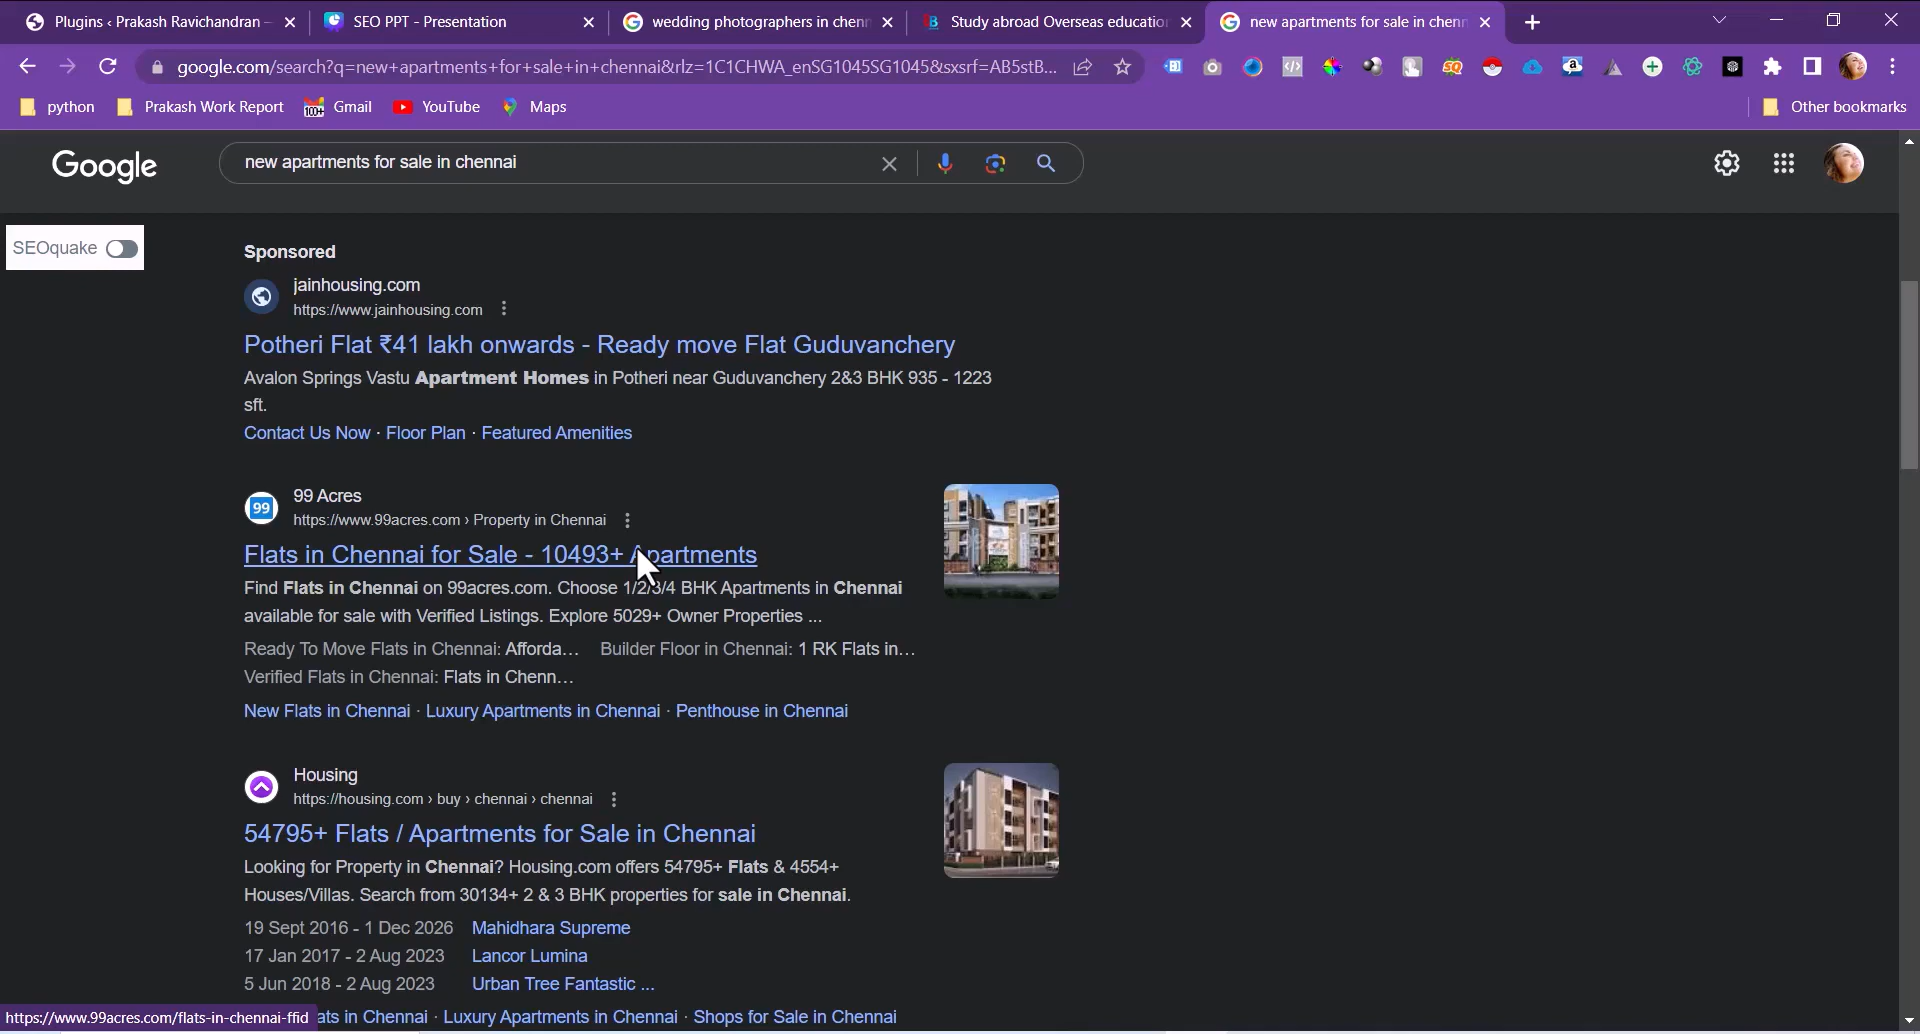 Plugins ‹ Prakash Ravichandran –
SEO PPT - Presentation
wedding photographers in chenn
Study abroad Overseas educatio
new apartments for sale in chenn
google.com/search?q=new+apartments+for+sale+in+chennai&rlz=1C1CHWA_enSG1045SG1045&sxsrf=AB5stB...
python
Prakash Work Report
100+
Gmail
YouTube
Maps
Other bookmarks
Google
new apartments for sale in chennai
SEOquake
Sponsored
jainhousing.com
https://www.jainhousing.com
Potheri Flat ₹41 lakh onwards - Ready move Flat Guduvanchery
Avalon Springs Vastu Apartment Homes in Potheri near Guduvanchery 2&3 BHK 935 - 1223
sft.
Contact Us Now · Floor Plan · Featured Amenities
99
99 Acres
https://www.99acres.com › Property in Chennai
Flats in Chennai for Sale - 10493+ Apartments
Find Flats in Chennai on 99acres.com. Choose 1/2/3/4 BHK Apartments in Chennai
available for sale with Verified Listings. Explore 5029+ Owner Properties ...
Ready To Move Flats in Chennai: Afforda... Builder Floor in Chennai: 1 RK Flats in...
Verified Flats in Chennai: Flats in Chenn...
New Flats in Chennai · Luxury Apartments in Chennai · Penthouse in Chennai
Housing
https://housing.com › buy › chennai › chennai
54795+ Flats / Apartments for Sale in Chennai
Looking for Property in Chennai? Housing.com offers 54795+ Flats & 4554+
Houses/Villas. Search from 30134+ 2 & 3 BHK properties for sale in Chennai.
19 Sept 2016 - 1 Dec 2026 Mahidhara Supreme
17 Jan 2017 - 2 Aug 2023 Lancor Lumina
5 Jun 2018 - 2 Aug 2023 Urban Tree Fantastic ...
https://www.99acres.com/flats-in-chennai-ffid
ats in Chennai · Luxury Apartments in Chennai · Shops for Sale in Chennai